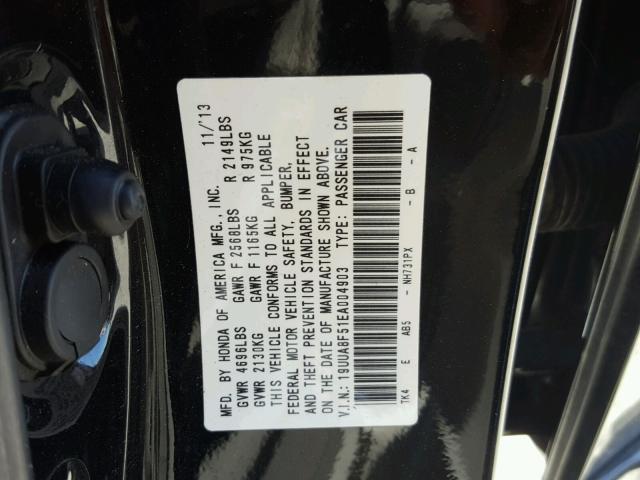 MFD. BY HONDA OF AMERICA MFG., INC. 11/'13
GVWR 4696LBS GAWR F 2568LBS R 2149LBS
GVWR 2130KG GAWR F 1165KG R 975KG
THIS VEHICLE CONFORMS TO ALL APPLICABLE
FEDERAL MOTOR VEHICLE SAFETY, BUMPER,
AND THEFT PREVENTION STANDARDS IN EFFECT
ON THE DATE OF MANUFACTURE SHOWN ABOVE.
V.I.N.: 19UUA8F51EA004903 TYPE: PASSENGER CAR
TK4 E AB5 - NH731PX - B - A